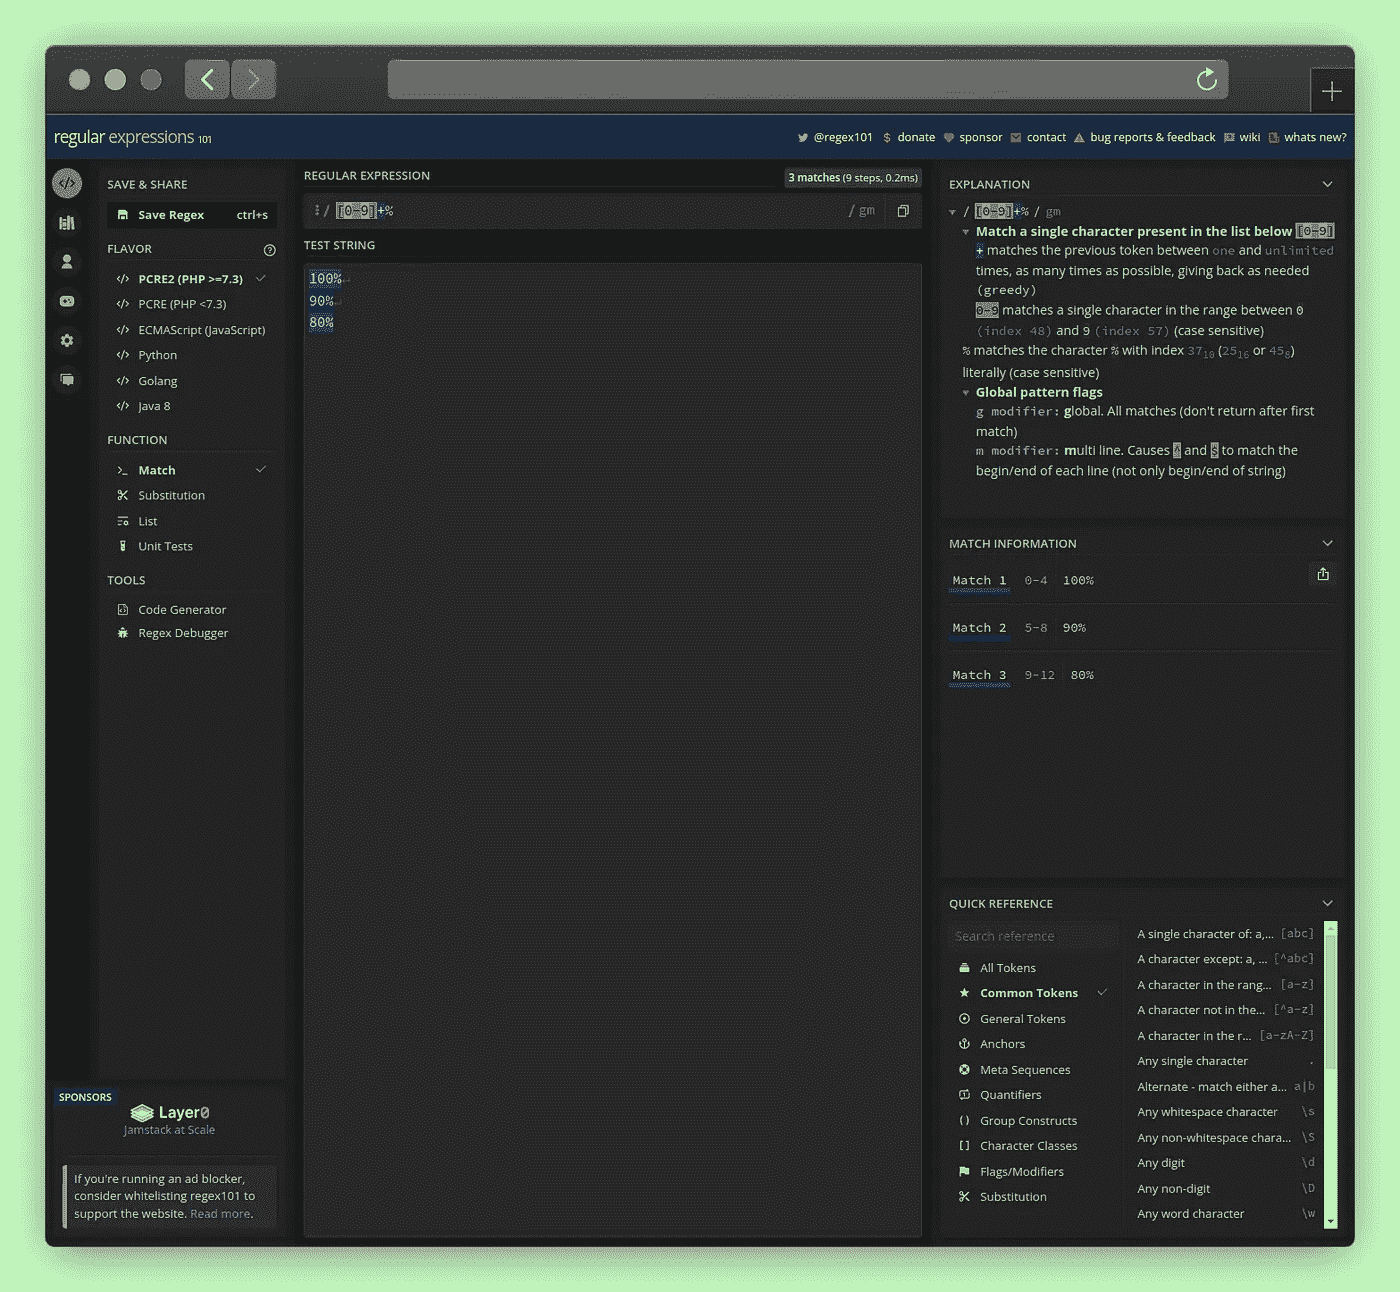 regular expressions 101
@regex101
donate
sponsor
contact
bug reports & feedback
wiki
whats new?
SAVE & SHARE
Save Regex ctrl+s
FLAVOR
PCRE2 (PHP >=7.3)
PCRE (PHP <7.3)
ECMAScript (JavaScript)
Python
Golang
Java 8
FUNCTION
Match
Substitution
List
Unit Tests
TOOLS
Code Generator
Regex Debugger
SPONSORS
Layer0
Jamstack at Scale
If you're running an ad blocker,
consider whitelisting regex101 to
support the website. Read more.
REGULAR EXPRESSION
3 matches (9 steps, 0.2ms)
/ [0-9]+% / gm
TEST STRING
100%
90%
80%
EXPLANATION
/ [0-9]+% / gm
Match a single character present in the list below [0-9]
+ matches the previous token between one and unlimited
times, as many times as possible, giving back as needed
(greedy)
0-9 matches a single character in the range between 0
(index 48) and 9 (index 57) (case sensitive)
% matches the character % with index 37₁₀ (25₁₆ or 45₈)
literally (case sensitive)
Global pattern flags
g modifier: global. All matches (don't return after first
match)
m modifier: multi line. Causes ^ and $ to match the
begin/end of each line (not only begin/end of string)
MATCH INFORMATION
Match 1 0-4 100%
Match 2 5-8 90%
Match 3 9-12 80%
QUICK REFERENCE
Search reference
All Tokens
Common Tokens
General Tokens
Anchors
Meta Sequences
Quantifiers
Group Constructs
Character Classes
Flags/Modifiers
Substitution
A single character of: a,... [abc]
A character except: a, ... [^abc]
A character in the rang... [a-z]
A character not in the... [^a-z]
A character in the r... [a-zA-Z]
Any single character .
Alternate - match either a... a|b
Any whitespace character \s
Any non-whitespace chara... \S
Any digit \d
Any non-digit \D
Any word character \w